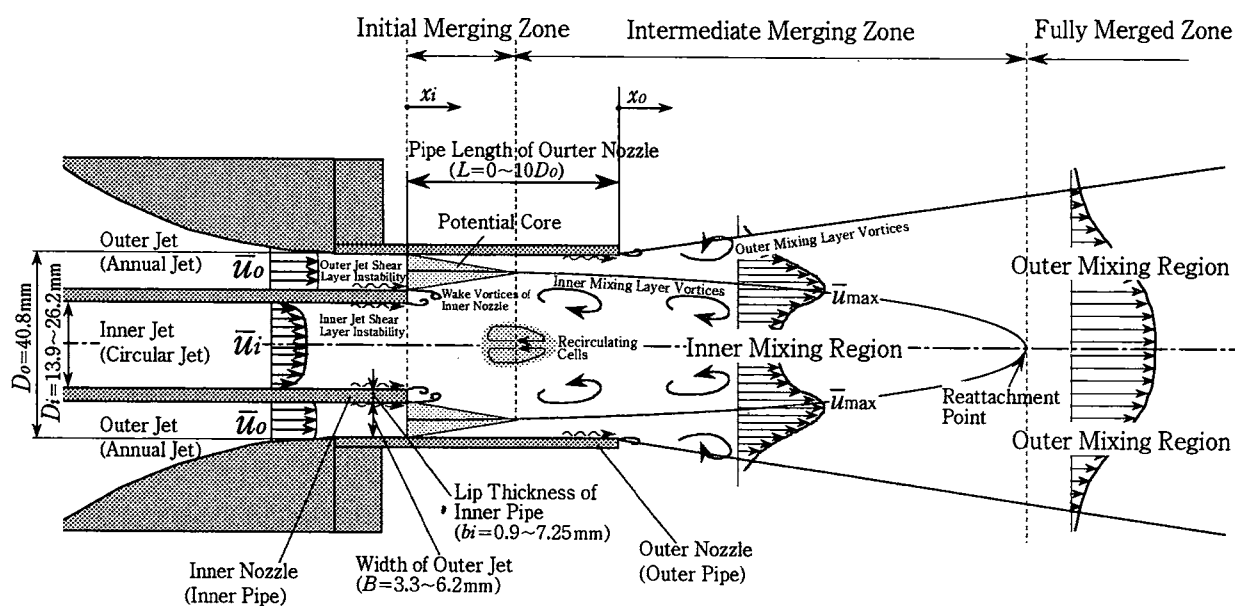 Initial Merging Zone
Intermediate Merging Zone
Fully Merged Zone
xi
xo
Pipe Length of Ourter Nozzle
(L=0~10Do)
Potential Core
Outer Jet
(Annual Jet)
u̅o
Outer Jet Shear
Layer Instability
Outer Mixing Layer Vortices
Wake Vortices of
Inner Nozzle
Inner Mixing Layer Vortices
Outer Mixing Region
Do=40.8mm
Di=13.9~26.2mm
Inner Jet
(Circular Jet)
u̅i
Inner Jet Shear
Layer Instability
Recirculating
Cells
Inner Mixing Region
u̅max
u̅max
Reattachment
Point
Outer Jet
(Annual Jet)
u̅o
Outer Mixing Region
Lip Thickness of
Inner Pipe
(bi=0.9~7.25mm)
Width of Outer Jet
(B=3.3~6.2mm)
Inner Nozzle
(Inner Pipe)
Outer Nozzle
(Outer Pipe)